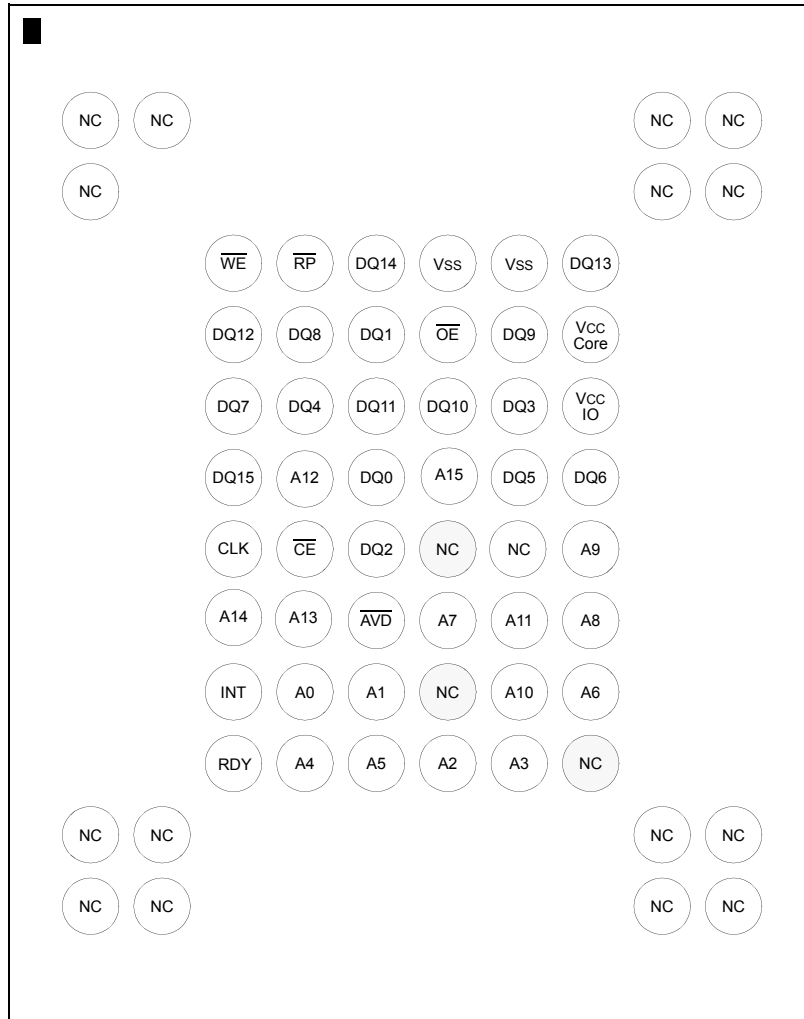 NC NC NC NC
NC NC NC
WE RP DQ14 VSS VSS DQ13
DQ12 DQ8 DQ1 OE DQ9 VCC Core
DQ7 DQ4 DQ11 DQ10 DQ3 VCC IO
DQ15 A12 DQ0 A15 DQ5 DQ6
CLK CE DQ2 NC NC A9
A14 A13 AVD A7 A11 A8
INT A0 A1 NC A10 A6
RDY A4 A5 A2 A3 NC
NC NC NC NC
NC NC NC NC